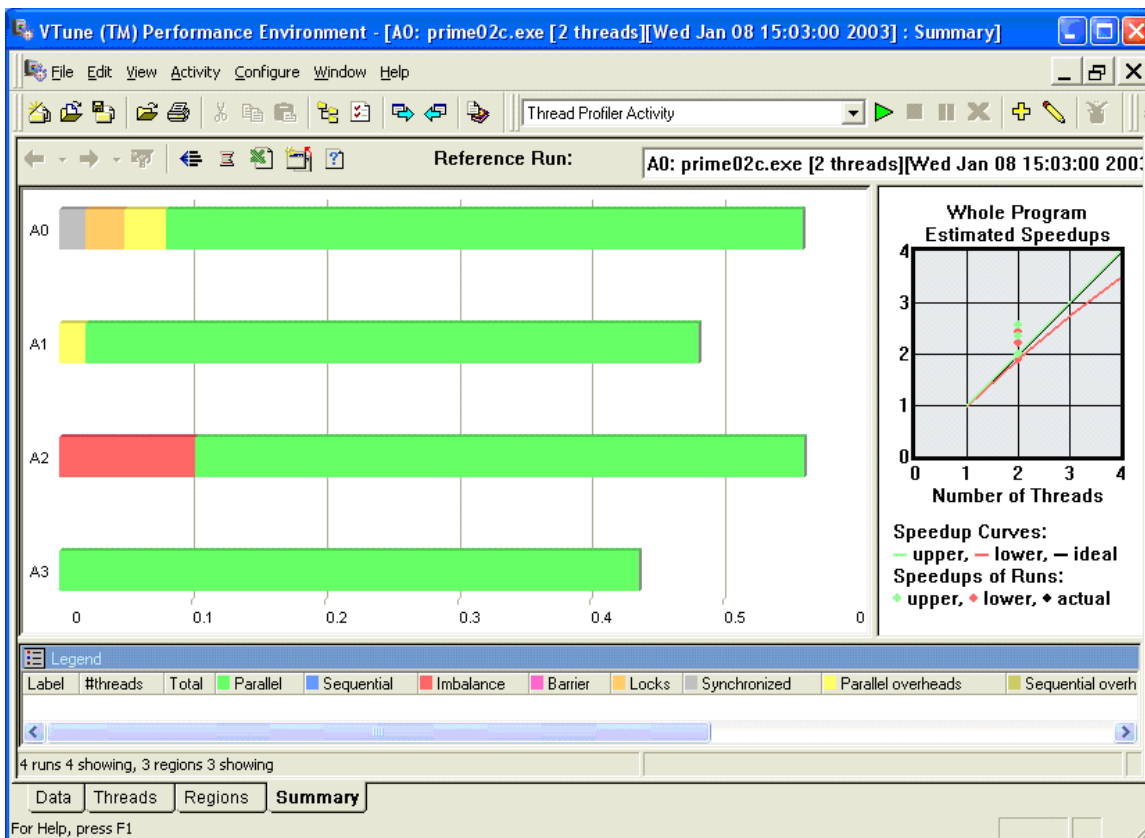 VTune (TM) Performance Environment - [A0: prime02c.exe [2 threads][Wed Jan 08 15:03:00 2003] : Summary]
File Edit View Activity Configure Window Help
Thread Profiler Activity
Reference Run: A0: prime02c.exe [2 threads][Wed Jan 08 15:03:00 200
A0
A1
A2
A3
0 0.1 0.2 0.3 0.4 0.5 0
Whole Program
Estimated Speedups
4
3
2
1
0
0 1 2 3 4
Number of Threads
Speedup Curves:
upper, lower, ideal
Speedups of Runs:
upper, lower, actual
Legend
Label #threads Total Parallel Sequential Imbalance Barrier Locks Synchronized Parallel overheads Sequential overh
4 runs 4 showing, 3 regions 3 showing
Data Threads Regions Summary
For Help, press F1